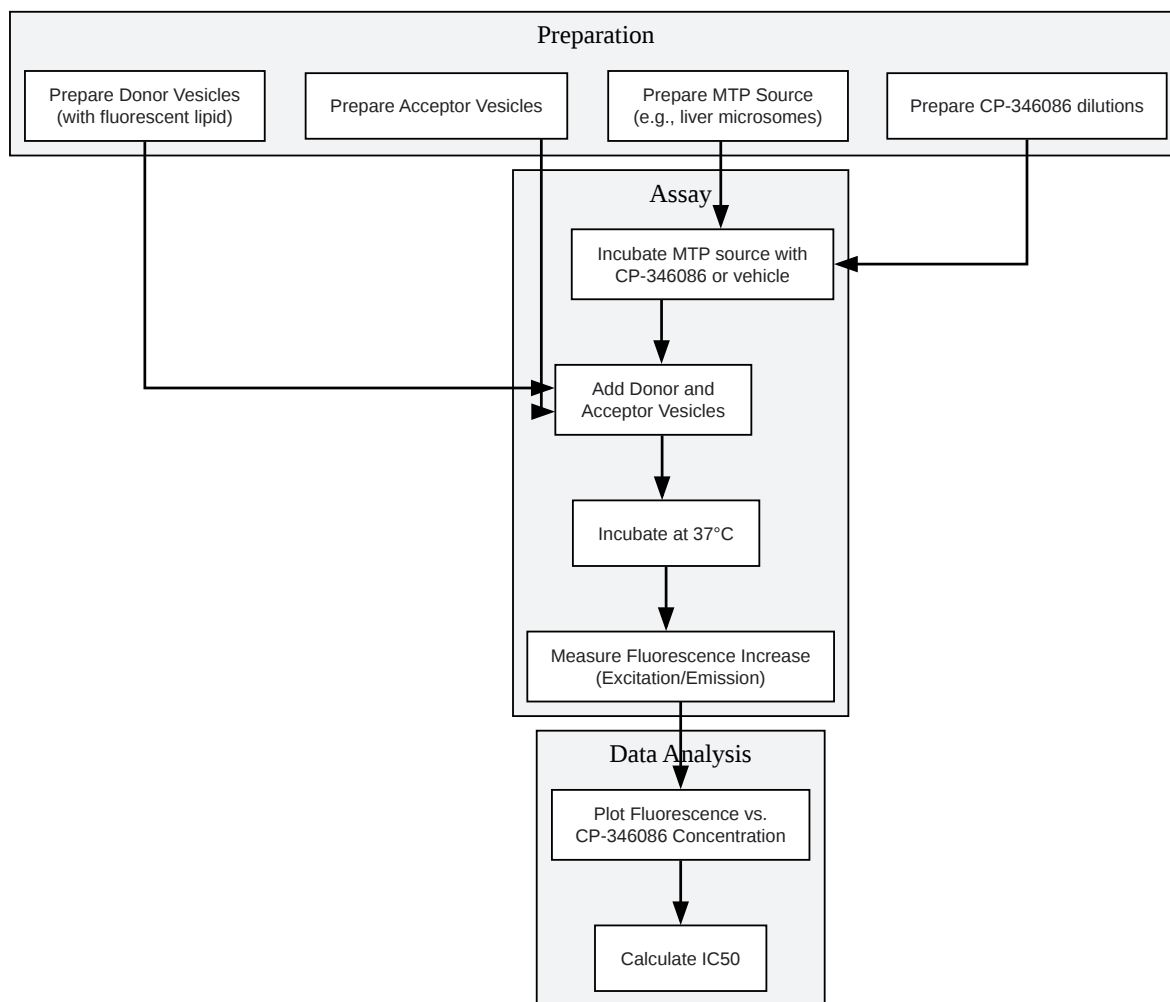 Preparation
Prepare Donor Vesicles
(with fluorescent lipid)
Prepare Acceptor Vesicles
Prepare MTP Source
(e.g., liver microsomes)
Prepare CP-346086 dilutions
Assay
Incubate MTP source with
CP-346086 or vehicle
Add Donor and
Acceptor Vesicles
Incubate at 37°C
Measure Fluorescence Increase
(Excitation/Emission)
Data Analysis
Plot Fluorescence vs.
CP-346086 Concentration
Calculate IC50